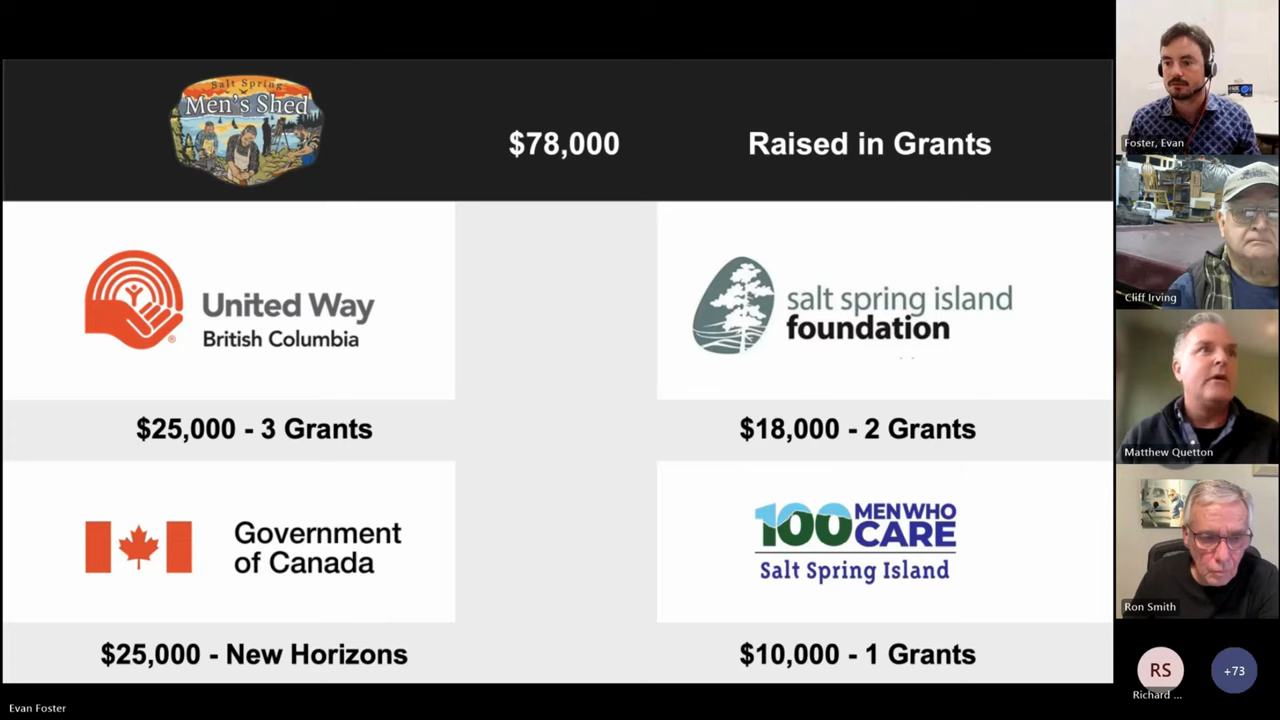 Salt Spring
Men's Shed
$78,000
Raised in Grants
United Way
British Columbia
salt spring island
foundation
$25,000 - 3 Grants
$18,000 - 2 Grants
Government
of Canada
100 MEN WHO
CARE
Salt Spring Island
$25,000 - New Horizons
$10,000 - 1 Grants
Foster, Evan
Cliff Irving
Matthew Quetton
Ron Smith
RS
Richard ...
+73
Evan Foster